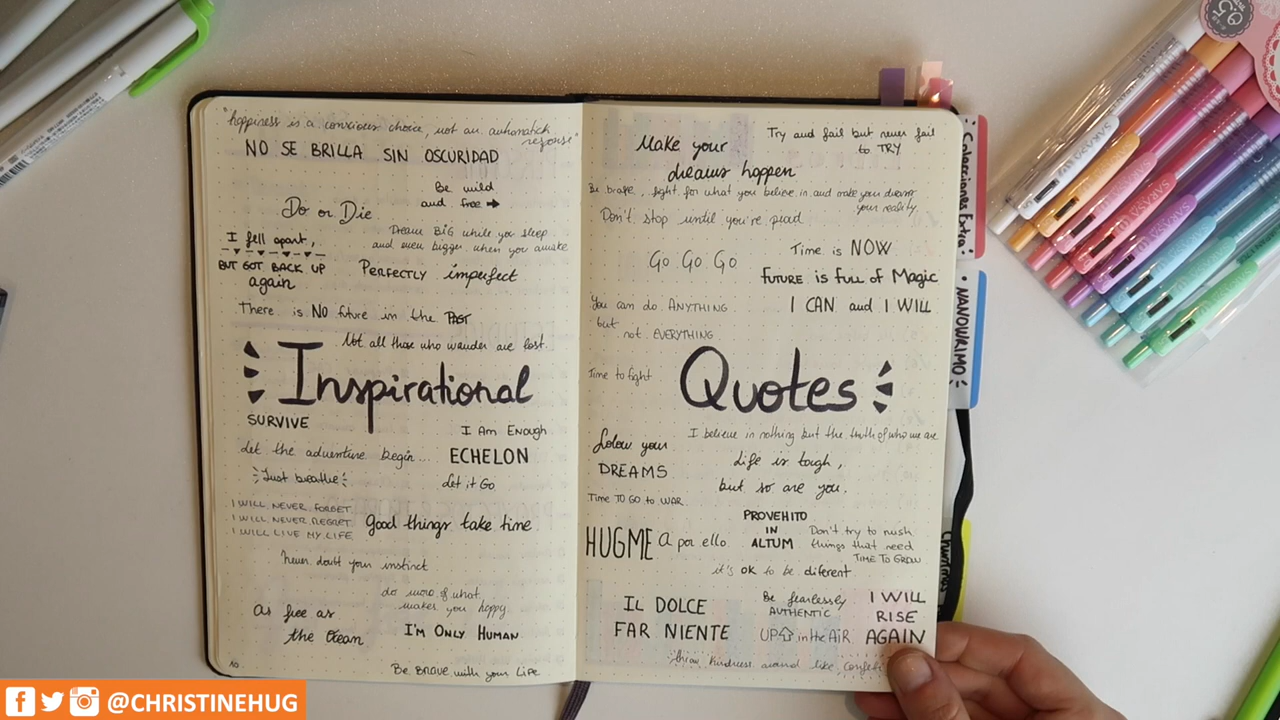 "happiness is a conscious choice, not an automatick
response"
NO SE BRILLA SIN OSCURIDAD
Be wild
and free →
Do or Die
Dream BIG while you sleep
and even bigger when you awake
I fell apart,
BUT GOT BACK UP
again
Perfectly imperfect
There is NO future in the PAST
Not all those who wander are lost.
Inspirational
SURVIVE
I Am Enough
Let the adventure begin...
ECHELON
Just breathe
Let it Go
I WILL NEVER FORGET
I WILL NEVER REGRET
I WILL LIVE MY LIFE
Good things take time
Never doubt your instinct
do more of what
makes you happy
As free as
the Ocean
I'M ONLY HUMAN
Be BRAVE with your LIFE
Make your
dreams happen
Try and fail but never fail
to TRY
Be brave, fight for what you believe in and make your dreams
your reality
Don't stop until you're proud
Go Go Go
Time is NOW
FUTURE is full of Magic
You can do ANYTHING
but
not EVERYTHING
I CAN and I WILL
Time to fight
Quotes
Folow your
DREAMS
I believe in nothing but the truth of who we are
Life is tough,
but so are you.
Time TO GO to WAR
HUG ME
A por ello
PROVEHITO
IN
ALTUM
Don't try to rush
things that need
TIME TO GROW
it's OK to be diferent
IL DOLCE
FAR NIENTE
Be fearlessly
AUTHENTIC
UP⇧ in the AIR
I WILL
RISE
AGAIN
throw kindness around like confeti
Colecciones Extra
• NANOWRIMO •
SARASA
SARASA
SARASA
@CHRISTINEHUG